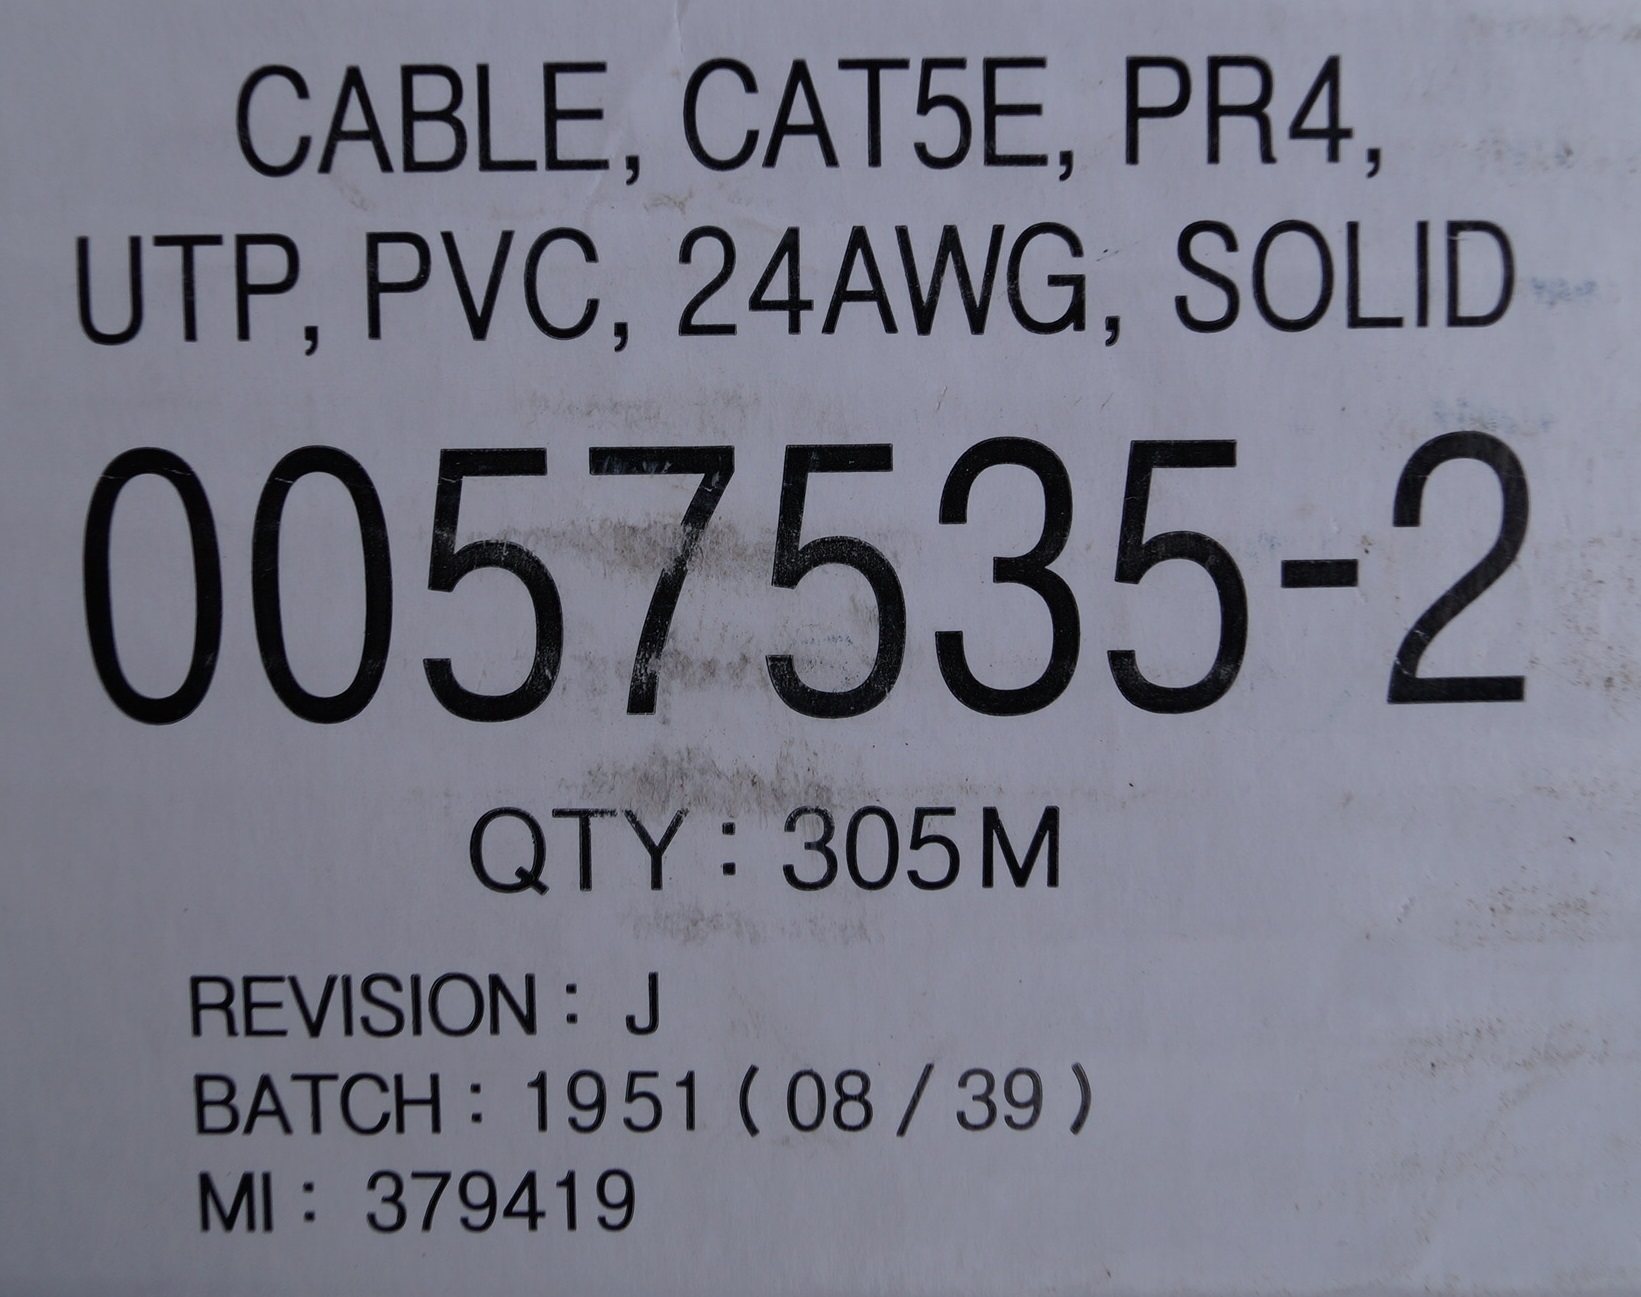 CABLE, CAT5E, PR4,
UTP, PVC, 24AWG, SOLID
0057535-2
QTY : 305M
REVISION : J
BATCH : 1951 ( 08 / 39 )
MI : 379419